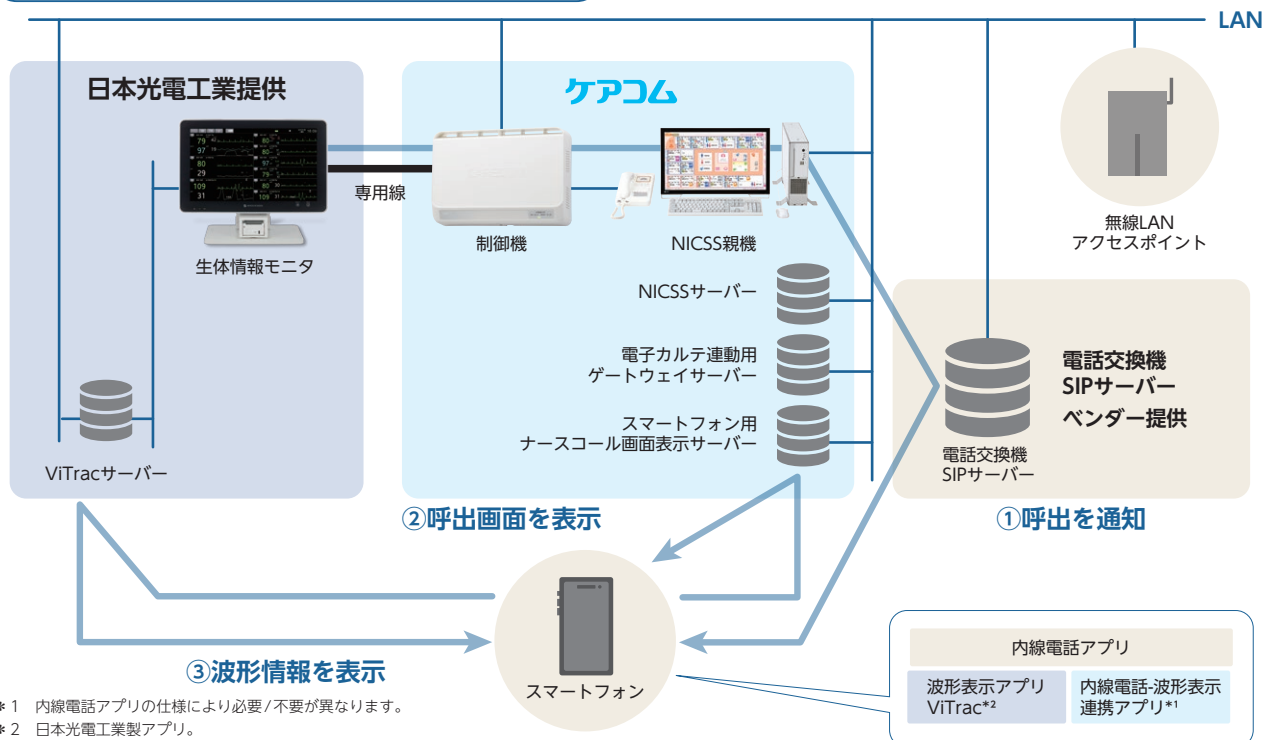 LAN
日本光電工業提供
ケアコム
専用線
生体情報モニタ
制御機
NICSS親機
無線LAN
アクセスポイント
NICSSサーバー
電子カルテ連動用
ゲートウェイサーバー
スマートフォン用
ナースコール画面表示サーバー
ViTracサーバー
電話交換機
SIPサーバー
ベンダー提供
電話交換機
SIPサーバー
②呼出画面を表示
①呼出を通知
③波形情報を表示
スマートフォン
内線電話アプリ
波形表示アプリ
ViTrac*2
内線電話-波形表示
連携アプリ*1
*1 内線電話アプリの仕様により必要/不要が異なります。
*2 日本光電工業製アプリ。